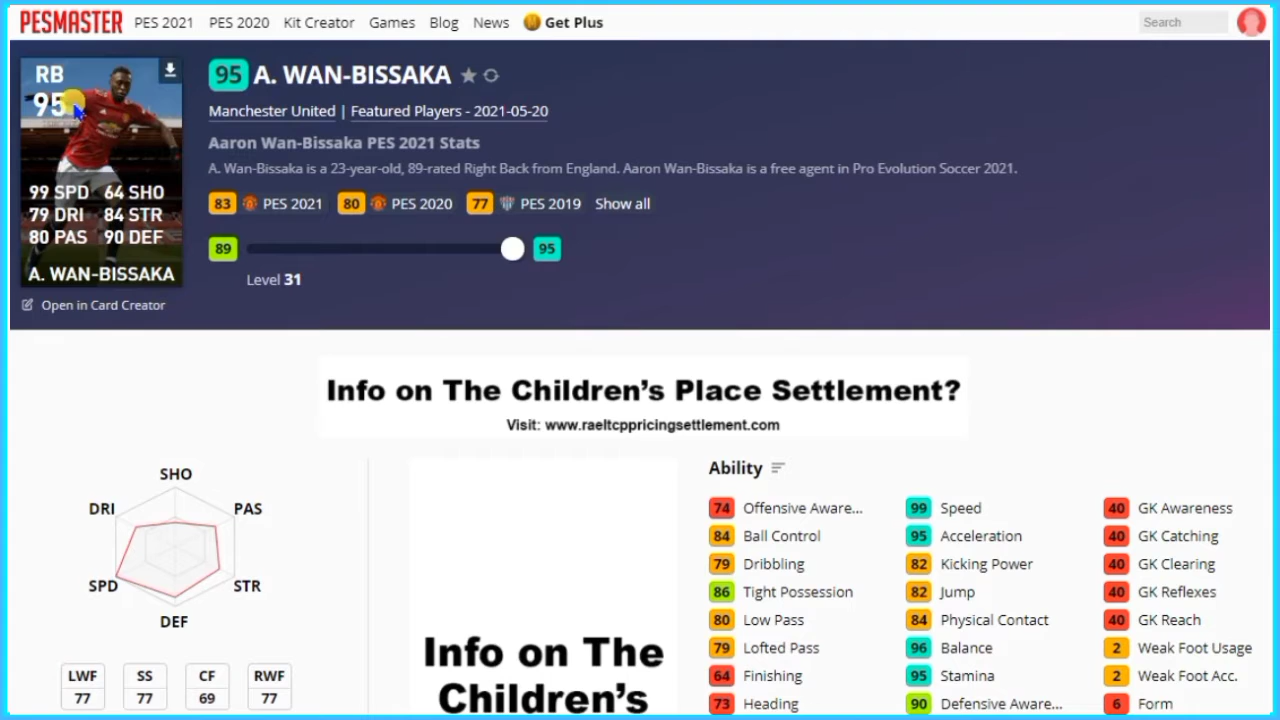 PESMASTER PES 2021 PES 2020 Kit Creator Games Blog News Get Plus Search
RB
95
99 SPD 64 SHO
79 DRI 84 STR
80 PAS 90 DEF
A. WAN-BISSAKA
Open in Card Creator
95 A. WAN-BISSAKA
Manchester United | Featured Players - 2021-05-20
Aaron Wan-Bissaka PES 2021 Stats
A. Wan-Bissaka is a 23-year-old, 89-rated Right Back from England. Aaron Wan-Bissaka is a free agent in Pro Evolution Soccer 2021.
83 PES 2021 80 PES 2020 77 PES 2019 Show all
89 95
Level 31
Info on The Children's Place Settlement?
Visit: www.raeltcppricingsettlement.com
SHO
DRI PAS
SPD STR
DEF
LWF SS CF RWF
77 77 69 77
Info on The
Children's
Ability
74 Offensive Aware... 99 Speed 40 GK Awareness
84 Ball Control 95 Acceleration 40 GK Catching
79 Dribbling 82 Kicking Power 40 GK Clearing
86 Tight Possession 82 Jump 40 GK Reflexes
80 Low Pass 84 Physical Contact 40 GK Reach
79 Lofted Pass 96 Balance 2 Weak Foot Usage
64 Finishing 95 Stamina 2 Weak Foot Acc.
73 Heading 90 Defensive Aware... 6 Form